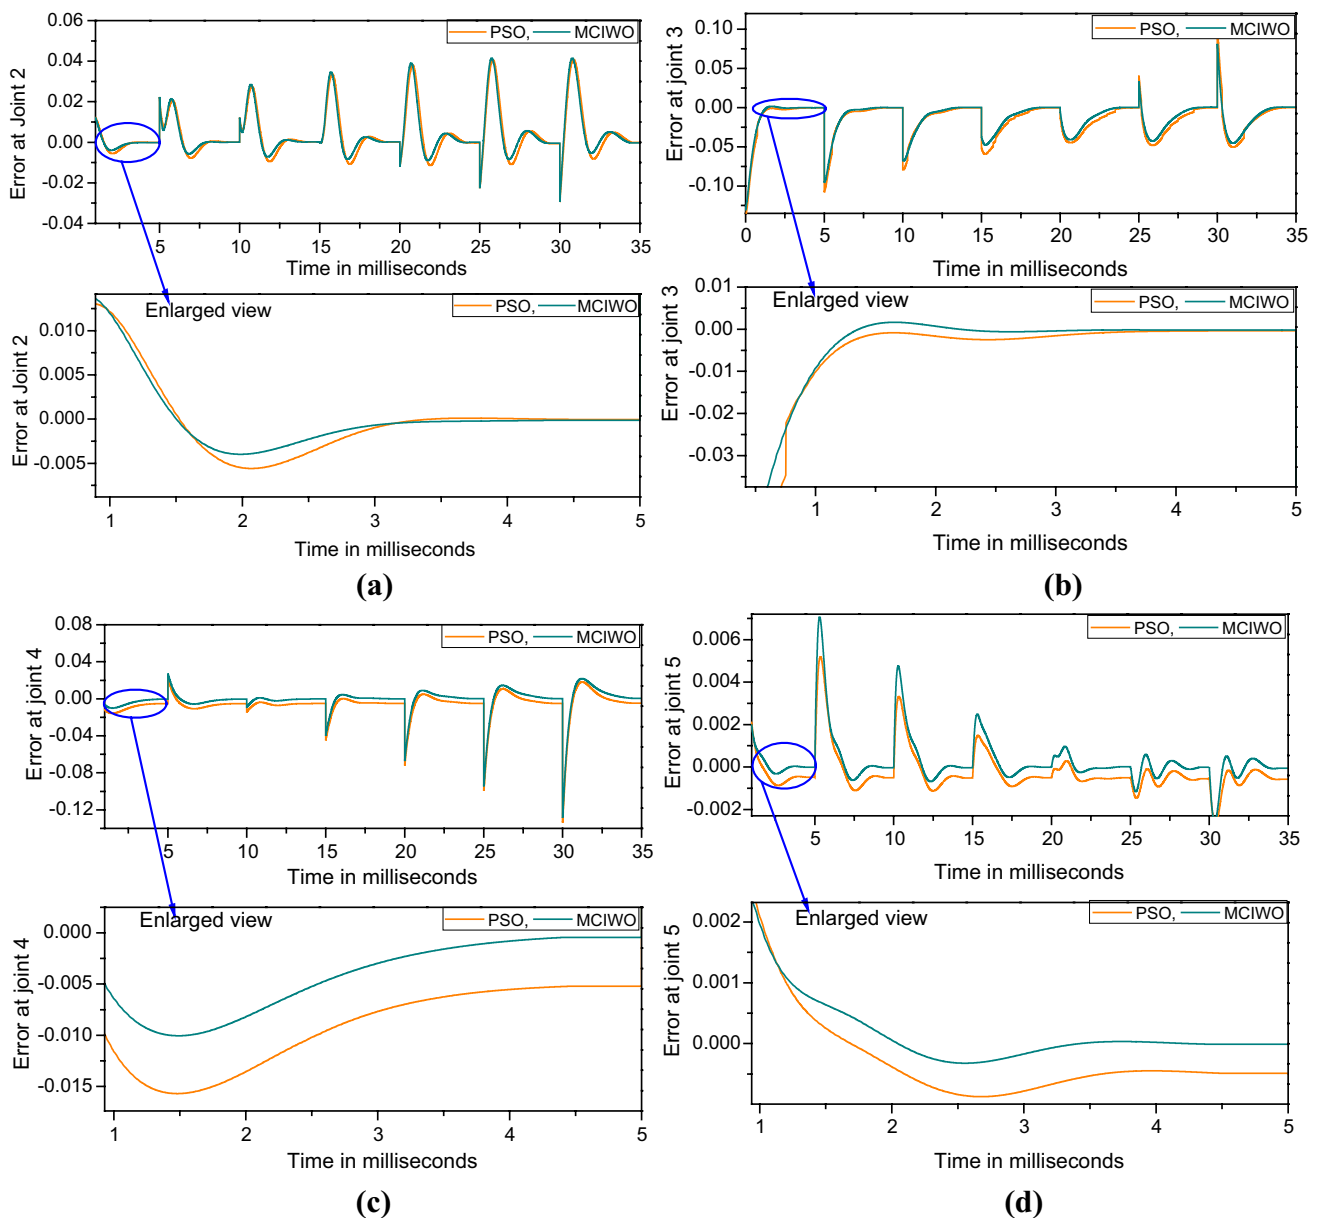 0.06
0.04
0.02
0.00
-0.02
-0.04
Error at Joint 2
PSO, MCIWO
5 10 15 20 25 30 35
Time in milliseconds
Enlarged view
PSO, MCIWO
0.010
0.005
0.000
-0.005
Error at Joint 2
1 2 3 4 5
Time in milliseconds
(a)
0.10
0.05
0.00
-0.05
-0.10
Error at joint 3
PSO, MCIWO
0 5 10 15 20 25 30 35
Time in milliseconds
Enlarged view
PSO, MCIWO
0.01
0.00
-0.01
-0.02
-0.03
Error at joint 3
1 2 3 4 5
Time in milliseconds
(b)
0.08
0.04
0.00
-0.04
-0.08
-0.12
Error at joint 4
PSO, MCIWO
5 10 15 20 25 30 35
Time in milliseconds
Enlarged view
PSO, MCIWO
0.000
-0.005
-0.010
-0.015
Error at joint 4
1 2 3 4 5
Time in milliseconds
(c)
0.006
0.004
0.002
0.000
-0.002
Error at joint 5
PSO, MCIWO
5 10 15 20 25 30 35
Time in milliseconds
Enlarged view
PSO, MCIWO
0.002
0.001
0.000
Error at joint 5
1 2 3 4 5
Time in milliseconds
(d)